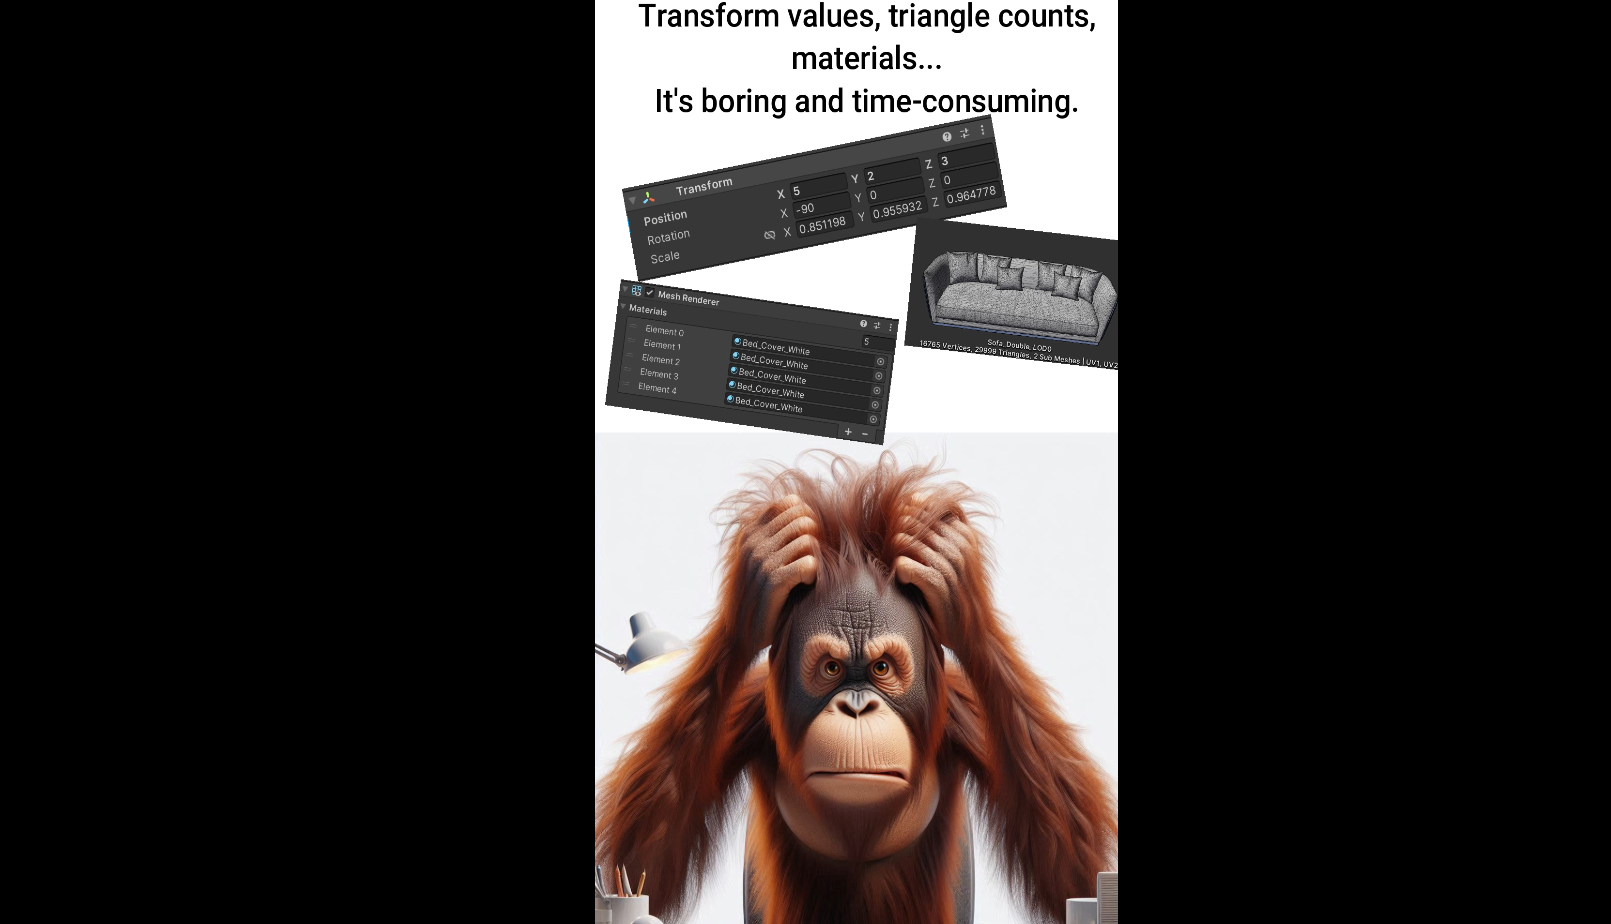 Transform values, triangle counts,
materials...
It's boring and time-consuming.
Transform
Position X 5 Y 2 Z 3
Rotation X -90 Y 0 Z 0
Scale X 0.851198 Y 0.955932 Z 0.964778
Mesh Renderer
Materials 5
Element 0 Bed_Cover_White
Element 1 Bed_Cover_White
Element 2 Bed_Cover_White
Element 3 Bed_Cover_White
Element 4 Bed_Cover_White
Sofa_Double_LOD0
16765 Vertices, 29999 Triangles, 2 Sub Meshes | UV1, UV2